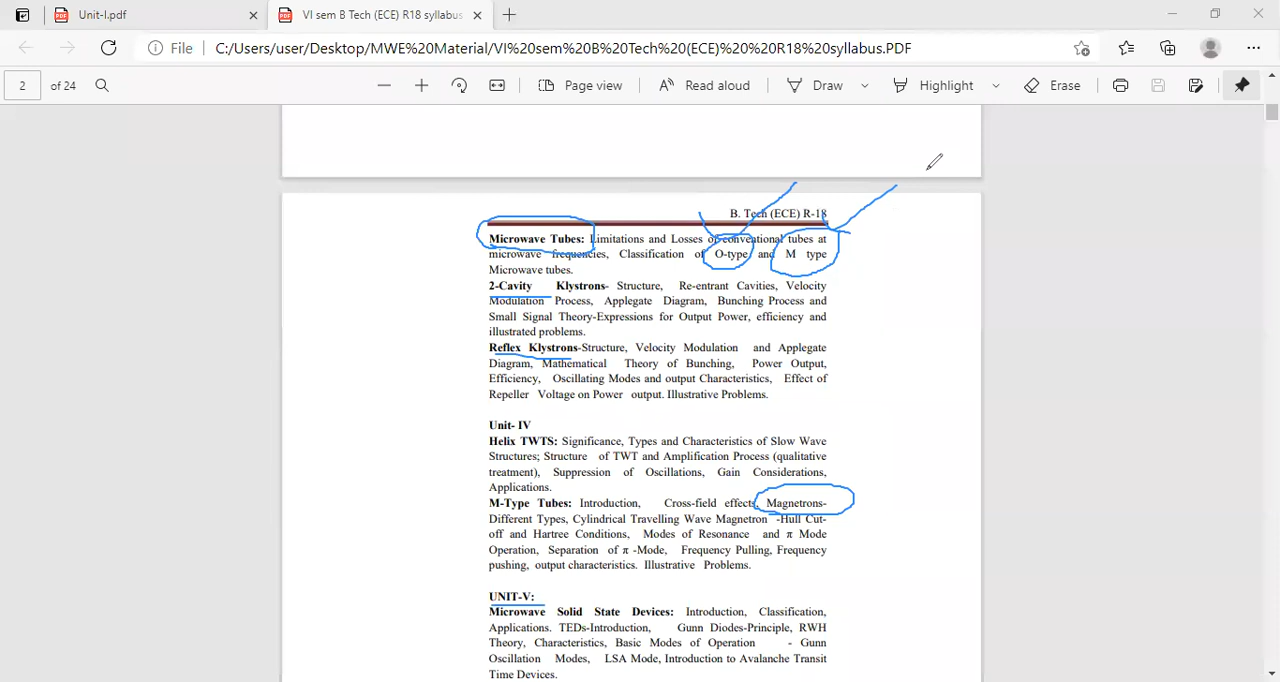 Unit-I.pdf
VI sem B Tech (ECE) R18 syllabus
File
C:/Users/user/Desktop/MWE%20Material/VI%20sem%20B%20Tech%20(ECE)%20%20R18%20syllabus.PDF
2 of 24
Page view
Read aloud
Draw
Highlight
Erase
B. Tech (ECE) R-18
Microwave Tubes: Limitations and Losses of conventional tubes at
microwave frequencies, Classification of O-type and M type
Microwave tubes.
2-Cavity Klystrons- Structure, Re-entrant Cavities, Velocity
Modulation Process, Applegate Diagram, Bunching Process and
Small Signal Theory-Expressions for Output Power, efficiency and
illustrated problems.
Reflex Klystrons-Structure, Velocity Modulation and Applegate
Diagram, Mathematical Theory of Bunching, Power Output,
Efficiency, Oscillating Modes and output Characteristics, Effect of
Repeller Voltage on Power output. Illustrative Problems.
Unit- IV
Helix TWTS: Significance, Types and Characteristics of Slow Wave
Structures; Structure of TWT and Amplification Process (qualitative
treatment), Suppression of Oscillations, Gain Considerations,
Applications.
M-Type Tubes: Introduction, Cross-field effects, Magnetrons-
Different Types, Cylindrical Travelling Wave Magnetron -Hull Cut-
off and Hartree Conditions, Modes of Resonance and π Mode
Operation, Separation of π -Mode, Frequency Pulling, Frequency
pushing, output characteristics. Illustrative Problems.
UNIT-V:
Microwave Solid State Devices: Introduction, Classification,
Applications. TEDs-Introduction, Gunn Diodes-Principle, RWH
Theory, Characteristics, Basic Modes of Operation - Gunn
Oscillation Modes, LSA Mode, Introduction to Avalanche Transit
Time Devices.